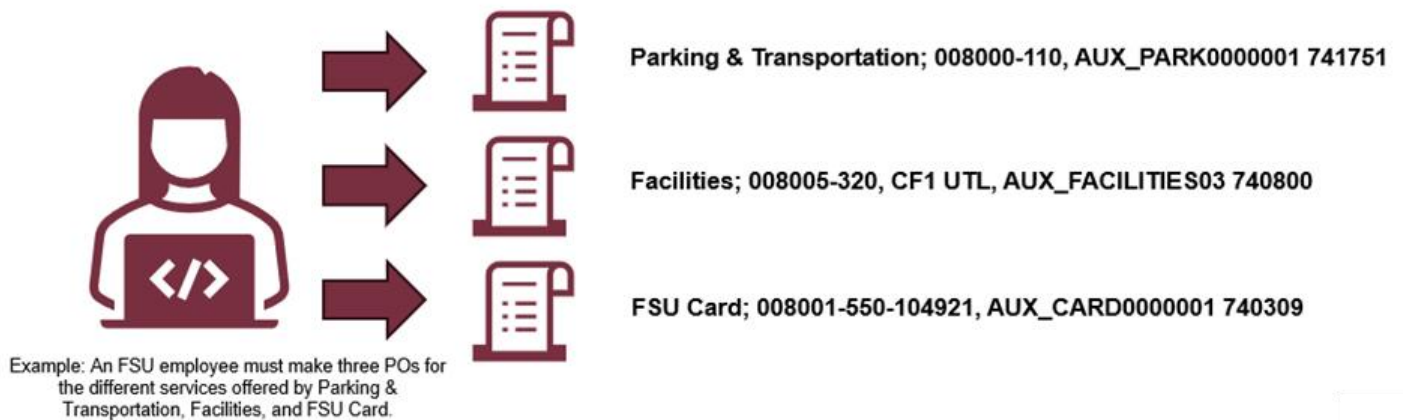 Parking & Transportation; 008000-110, AUX_PARK0000001 741751
Facilities; 008005-320, CF1 UTL, AUX_FACILITIES03 740800
FSU Card; 008001-550-104921, AUX_CARD0000001 740309
</>
Example: An FSU employee must make three POs for
the different services offered by Parking &
Transportation, Facilities, and FSU Card.